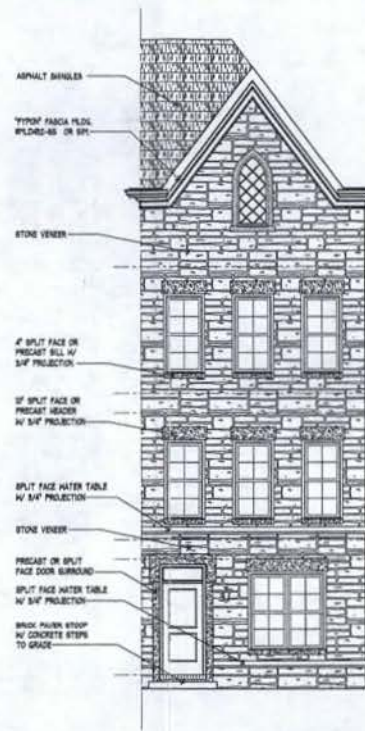 ASPHALT SHINGLES
"FYPON" FASCIA MLDG.
OR SIM.
STONE VENEER
4" SPLIT FACE OR
PRECAST SILL W/
3/4" PROJECTION
12" SPLIT FACE OR
PRECAST HEADER
W/ 3/4" PROJECTION
SPLIT FACE WATER TABLE
W/ 3/4" PROJECTION
STONE VENEER
PRECAST OR SPLIT
FACE DOOR SURROUND
SPLIT FACE WATER TABLE
W/ 3/4" PROJECTION
BRICK PAVER STOOP
W/ CONCRETE STEPS
TO GRADE